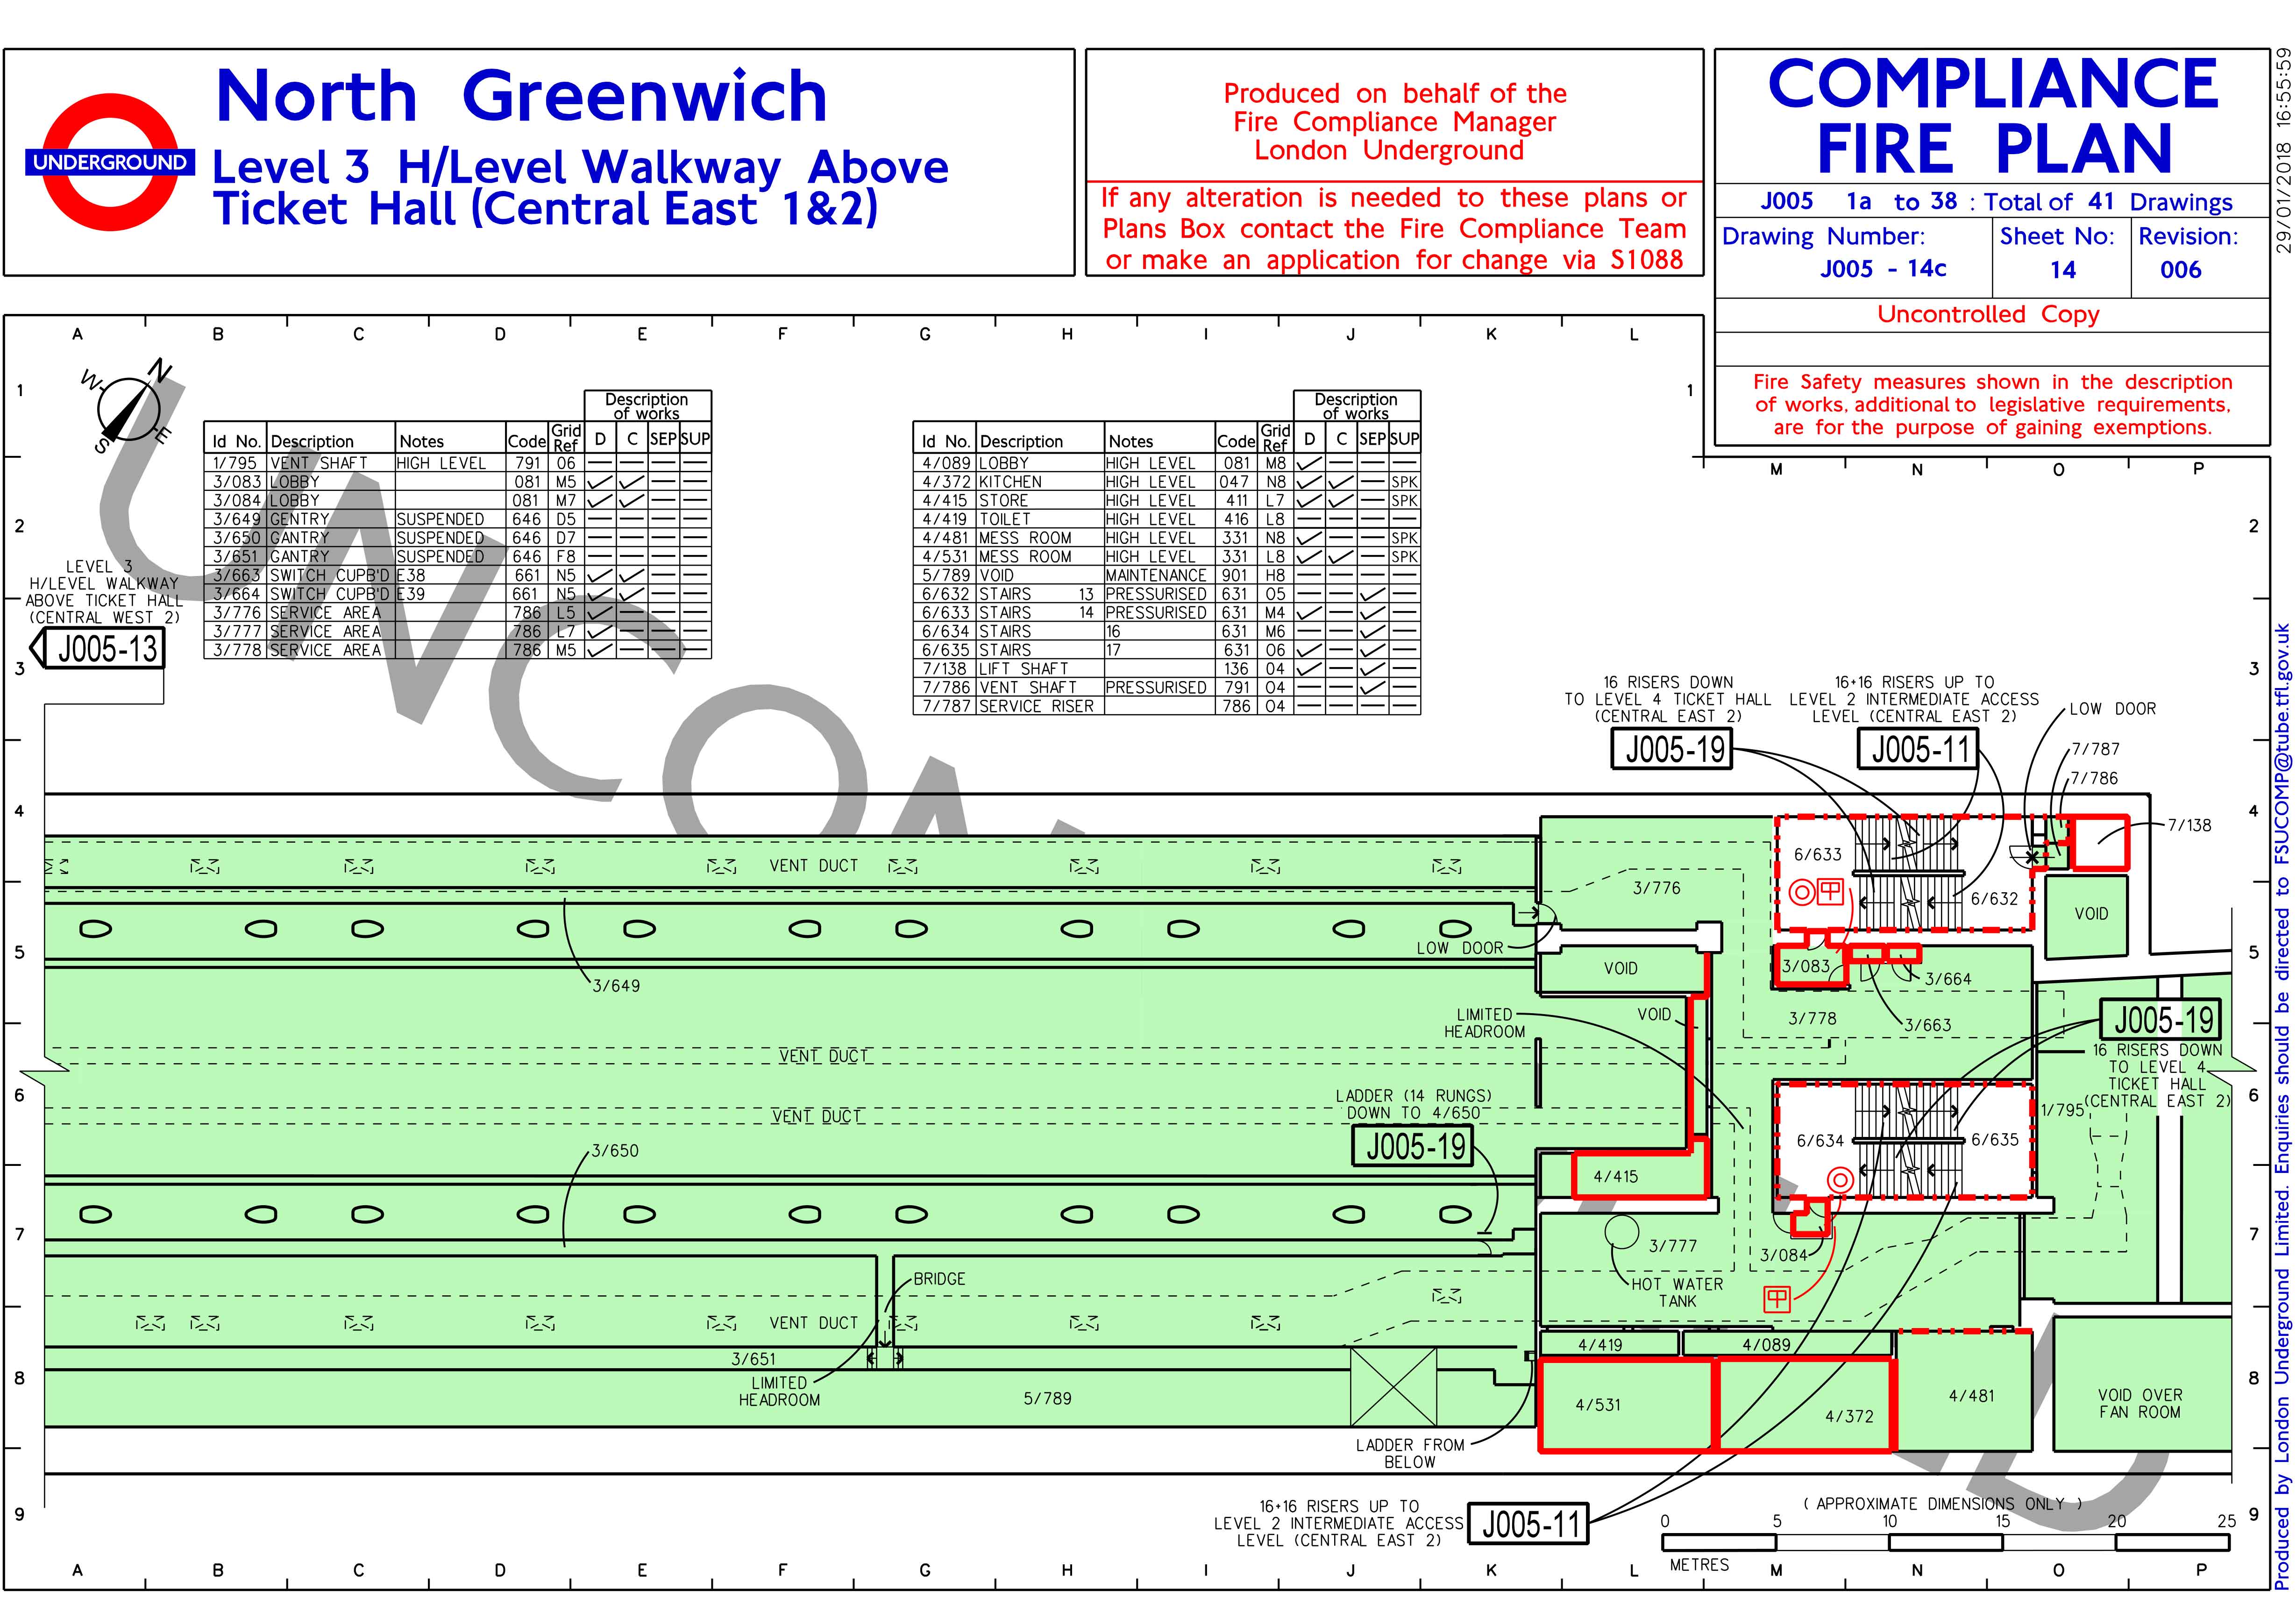 UNDERGROUND
North Greenwich
Level 3 H/Level Walkway Above
Ticket Hall (Central East 1&2)
Produced on behalf of the
Fire Compliance Manager
London Underground
If any alteration is needed to these plans or
Plans Box contact the Fire Compliance Team
or make an application for change via S1088
COMPLIANCE
FIRE PLAN
J005 1a to 38 : Total of 41 Drawings
Drawing Number: Sheet No: Revision:
J005 - 14c 14 006
Uncontrolled Copy
Fire Safety measures shown in the description
of works, additional to legislative requirements,
are for the purpose of gaining exemptions.
29/01/2018 16:55:59
Produced by London Underground Limited. Enquiries should be directed to FSUCOMP@tube.tfl.gov.uk
A B C D E F G H I J K L
M N O P
1 1
2 2
3 3
4 4
5 5
6 6
7 7
8 8
9 9
N
W
E
S
Description
of works
Id No. Description Notes Code Grid Ref D C SEP SUP
1/795 VENT SHAFT HIGH LEVEL 791 O6 — — — —
3/083 LOBBY 081 M5 ✓ ✓ — —
3/084 LOBBY 081 M7 ✓ ✓ — —
3/649 GENTRY SUSPENDED 646 D5 — — — —
3/650 GANTRY SUSPENDED 646 D7 — — — —
3/651 GANTRY SUSPENDED 646 F8 — — — —
3/663 SWITCH CUPB'D E38 661 N5 ✓ ✓ — —
3/664 SWITCH CUPB'D E39 661 N5 ✓ ✓ — —
3/776 SERVICE AREA 786 L5 ✓ — — —
3/777 SERVICE AREA 786 L7 ✓ — — —
3/778 SERVICE AREA 786 M5 ✓ — — —
Description
of works
Id No. Description Notes Code Grid Ref D C SEP SUP
4/089 LOBBY HIGH LEVEL 081 M8 ✓ — — —
4/372 KITCHEN HIGH LEVEL 047 N8 ✓ ✓ — SPK
4/415 STORE HIGH LEVEL 411 L7 ✓ ✓ — SPK
4/419 TOILET HIGH LEVEL 416 L8 — — — —
4/481 MESS ROOM HIGH LEVEL 331 N8 ✓ — — SPK
4/531 MESS ROOM HIGH LEVEL 331 L8 ✓ ✓ — SPK
5/789 VOID MAINTENANCE 901 H8 — — — —
6/632 STAIRS 13 PRESSURISED 631 O5 — — ✓ —
6/633 STAIRS 14 PRESSURISED 631 M4 ✓ — ✓ —
6/634 STAIRS 16 631 M6 — — ✓ —
6/635 STAIRS 17 631 O6 ✓ — ✓ —
7/138 LIFT SHAFT 136 O4 ✓ — ✓ —
7/786 VENT SHAFT PRESSURISED 791 O4 — — ✓ —
7/787 SERVICE RISER 786 O4 — — — —
LEVEL 3
H/LEVEL WALKWAY
ABOVE TICKET HALL
(CENTRAL WEST 2)
J005-13
16 RISERS DOWN
TO LEVEL 4 TICKET HALL
(CENTRAL EAST 2)
J005-19
16+16 RISERS UP TO
LEVEL 2 INTERMEDIATE ACCESS
LEVEL (CENTRAL EAST 2)
J005-11
LOW DOOR
7/787
7/786
7/138
VENT DUCT
6/633
3/776
6/632
VOID
LOW DOOR
VOID
3/083
3/664
3/649
LIMITED
HEADROOM
VOID
3/778
3/663
J005-19
16 RISERS DOWN
TO LEVEL 4
TICKET HALL
(CENTRAL EAST 2)
VENT DUCT
VENT DUCT
LADDER (14 RUNGS)
DOWN TO 4/650
J005-19
1/795
6/634
6/635
3/650
4/415
3/777
3/084
BRIDGE
HOT WATER
TANK
VENT DUCT
3/651
4/419
4/089
LIMITED
HEADROOM
5/789
4/531
4/372
4/481
VOID OVER
FAN ROOM
LADDER FROM
BELOW
16+16 RISERS UP TO
LEVEL 2 INTERMEDIATE ACCESS
LEVEL (CENTRAL EAST 2)
J005-11
( APPROXIMATE DIMENSIONS ONLY )
0 5 10 15 20 25
METRES
A B C D E F G H I J K L M N O P
UNCONTROLLED